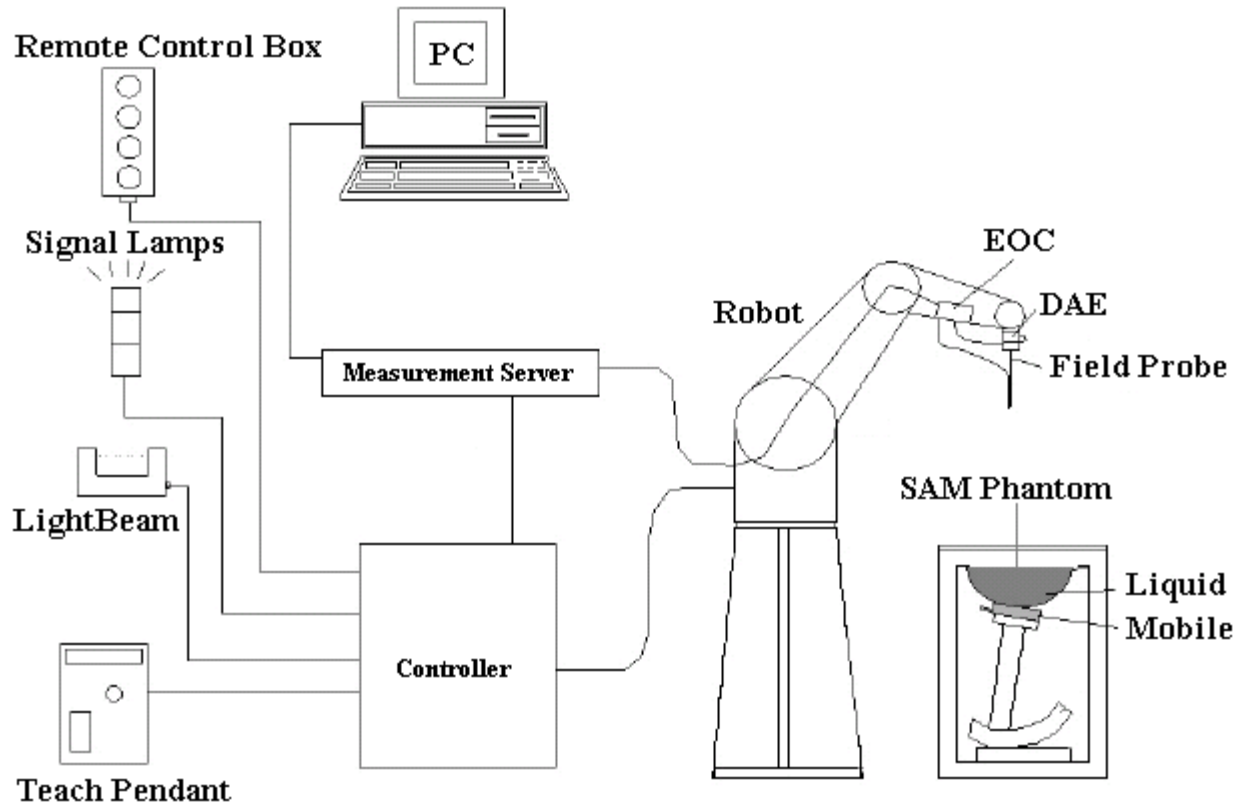 Remote Control Box
PC
Signal Lamps
EOC
Robot
DAE
Measurement Server
Field Probe
SAM Phantom
LightBeam
Liquid
Mobile
Controller
Teach Pendant